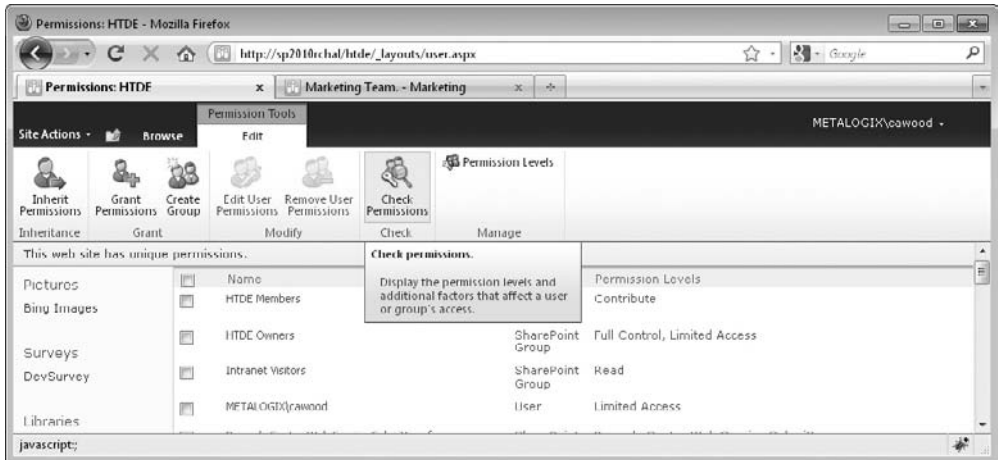 Permissions: HTDE - Mozilla Firefox
http://sp2010rchal/htde/_layouts/user.aspx
Google
Permissions: HTDE x
Marketing Team. - Marketing x
Permission Tools
METALOGIX\cawood
Site Actions Browse Edit
Inherit Permissions
Grant Permissions
Create Group
Edit User Permissions
Remove User Permissions
Check Permissions
Permission Levels
Inheritance Grant Modify Check Manage
This web site has unique permissions.
Check permissions.
Display the permission levels and
additional factors that affect a user
or group's access.
Pictures
Bing Images
Surveys
DevSurvey
Libraries
Name Permission Levels
HTDE Members Contribute
HTDE Owners SharePoint Group Full Control, Limited Access
Intranet Visitors SharePoint Group Read
METALOGIX\cawood User Limited Access
javascript:;